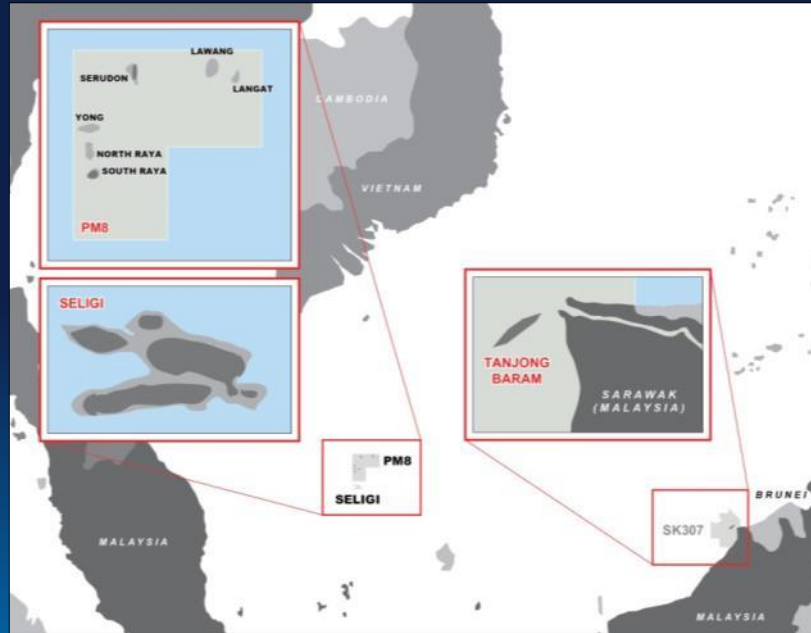 LAWANG
SERUDON
LANGAT
YONG
NORTH RAYA
SOUTH RAYA
PM8
CAMBODIA
VIETNAM
SELIGI
TANJONG
BARAM
SARAWAK
(MALAYSIA)
PM8
SELIGI
BRUNEI
SK307
MALAYSIA
MALAYSIA